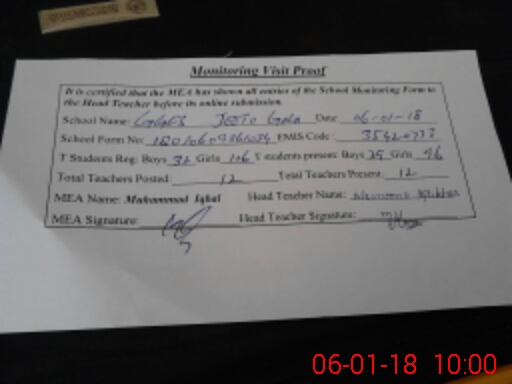 Monitoring Visit Proof
It is certified that the MEA has shown all entries of the School Monitoring Form to
the Head Teacher before its online submission.
School Name: GGPES Date 06-01-18
School Form No: EMIS Code:
T Students Reg: Boys 32 Girls 106 T students present: Boys 25 Girls 96
Total Teachers Posted: 12 Total Teachers Present: 12
MEA Name: Muhammad Iqbal Head Teacher Name:
MEA Signature: Head Teacher Signature:
06-01-18 10:00